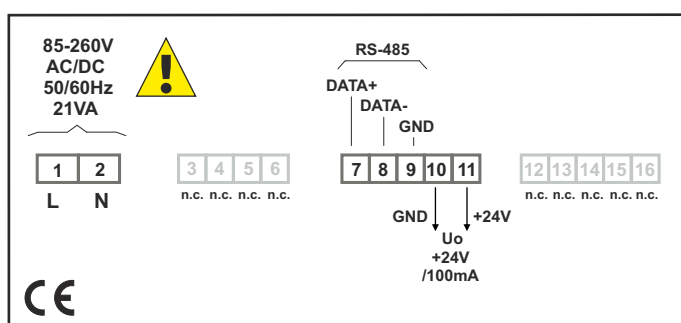 85-260V
AC/DC
50/60Hz
21VA
RS-485
DATA+
DATA-
GND
1 2
3 4 5 6
7 8 9 10 11
12 13 14 15 16
L N
n.c. n.c. n.c. n.c.
n.c. n.c. n.c. n.c. n.c.
GND
+24V
Uo
+24V
/100mA
CE